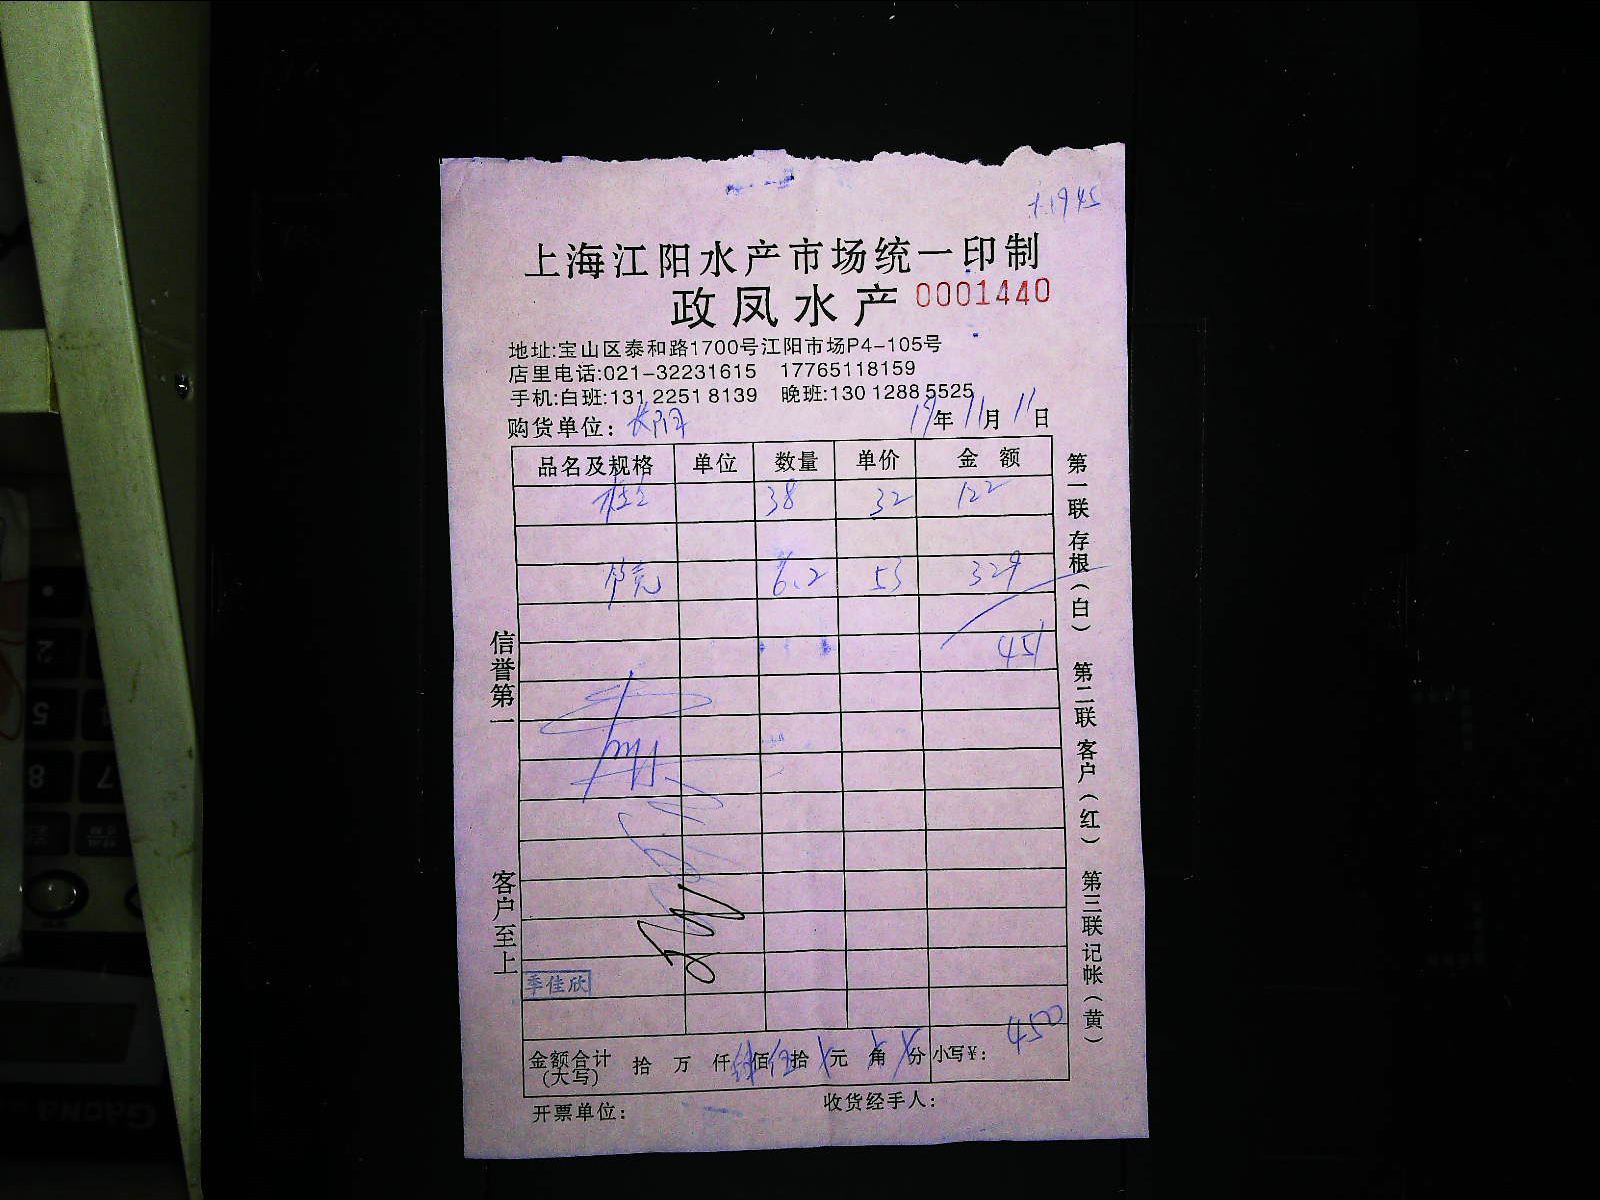 上海江阳水产市场统一印制
政凤水产 0001440
地址:宝山区泰和路1700号江阳市场P4-105号
店里电话:021-32231615 17765118159
手机:白班:131 2251 8139 晚班:130 1288 5525
购货单位: 长阳 19年11月11日
品名及规格 单位 数量 单价 金额
38 32 122
6.2 53 329
451
信誉第一
客户至上
第一联 存根(白) 第二联 客户(红) 第三联 记帐(黄)
季佳欣
金额合计(大写) 拾 万 仟 肆佰伍拾 元 角 分 小写¥: 450
开票单位: 收货经手人: